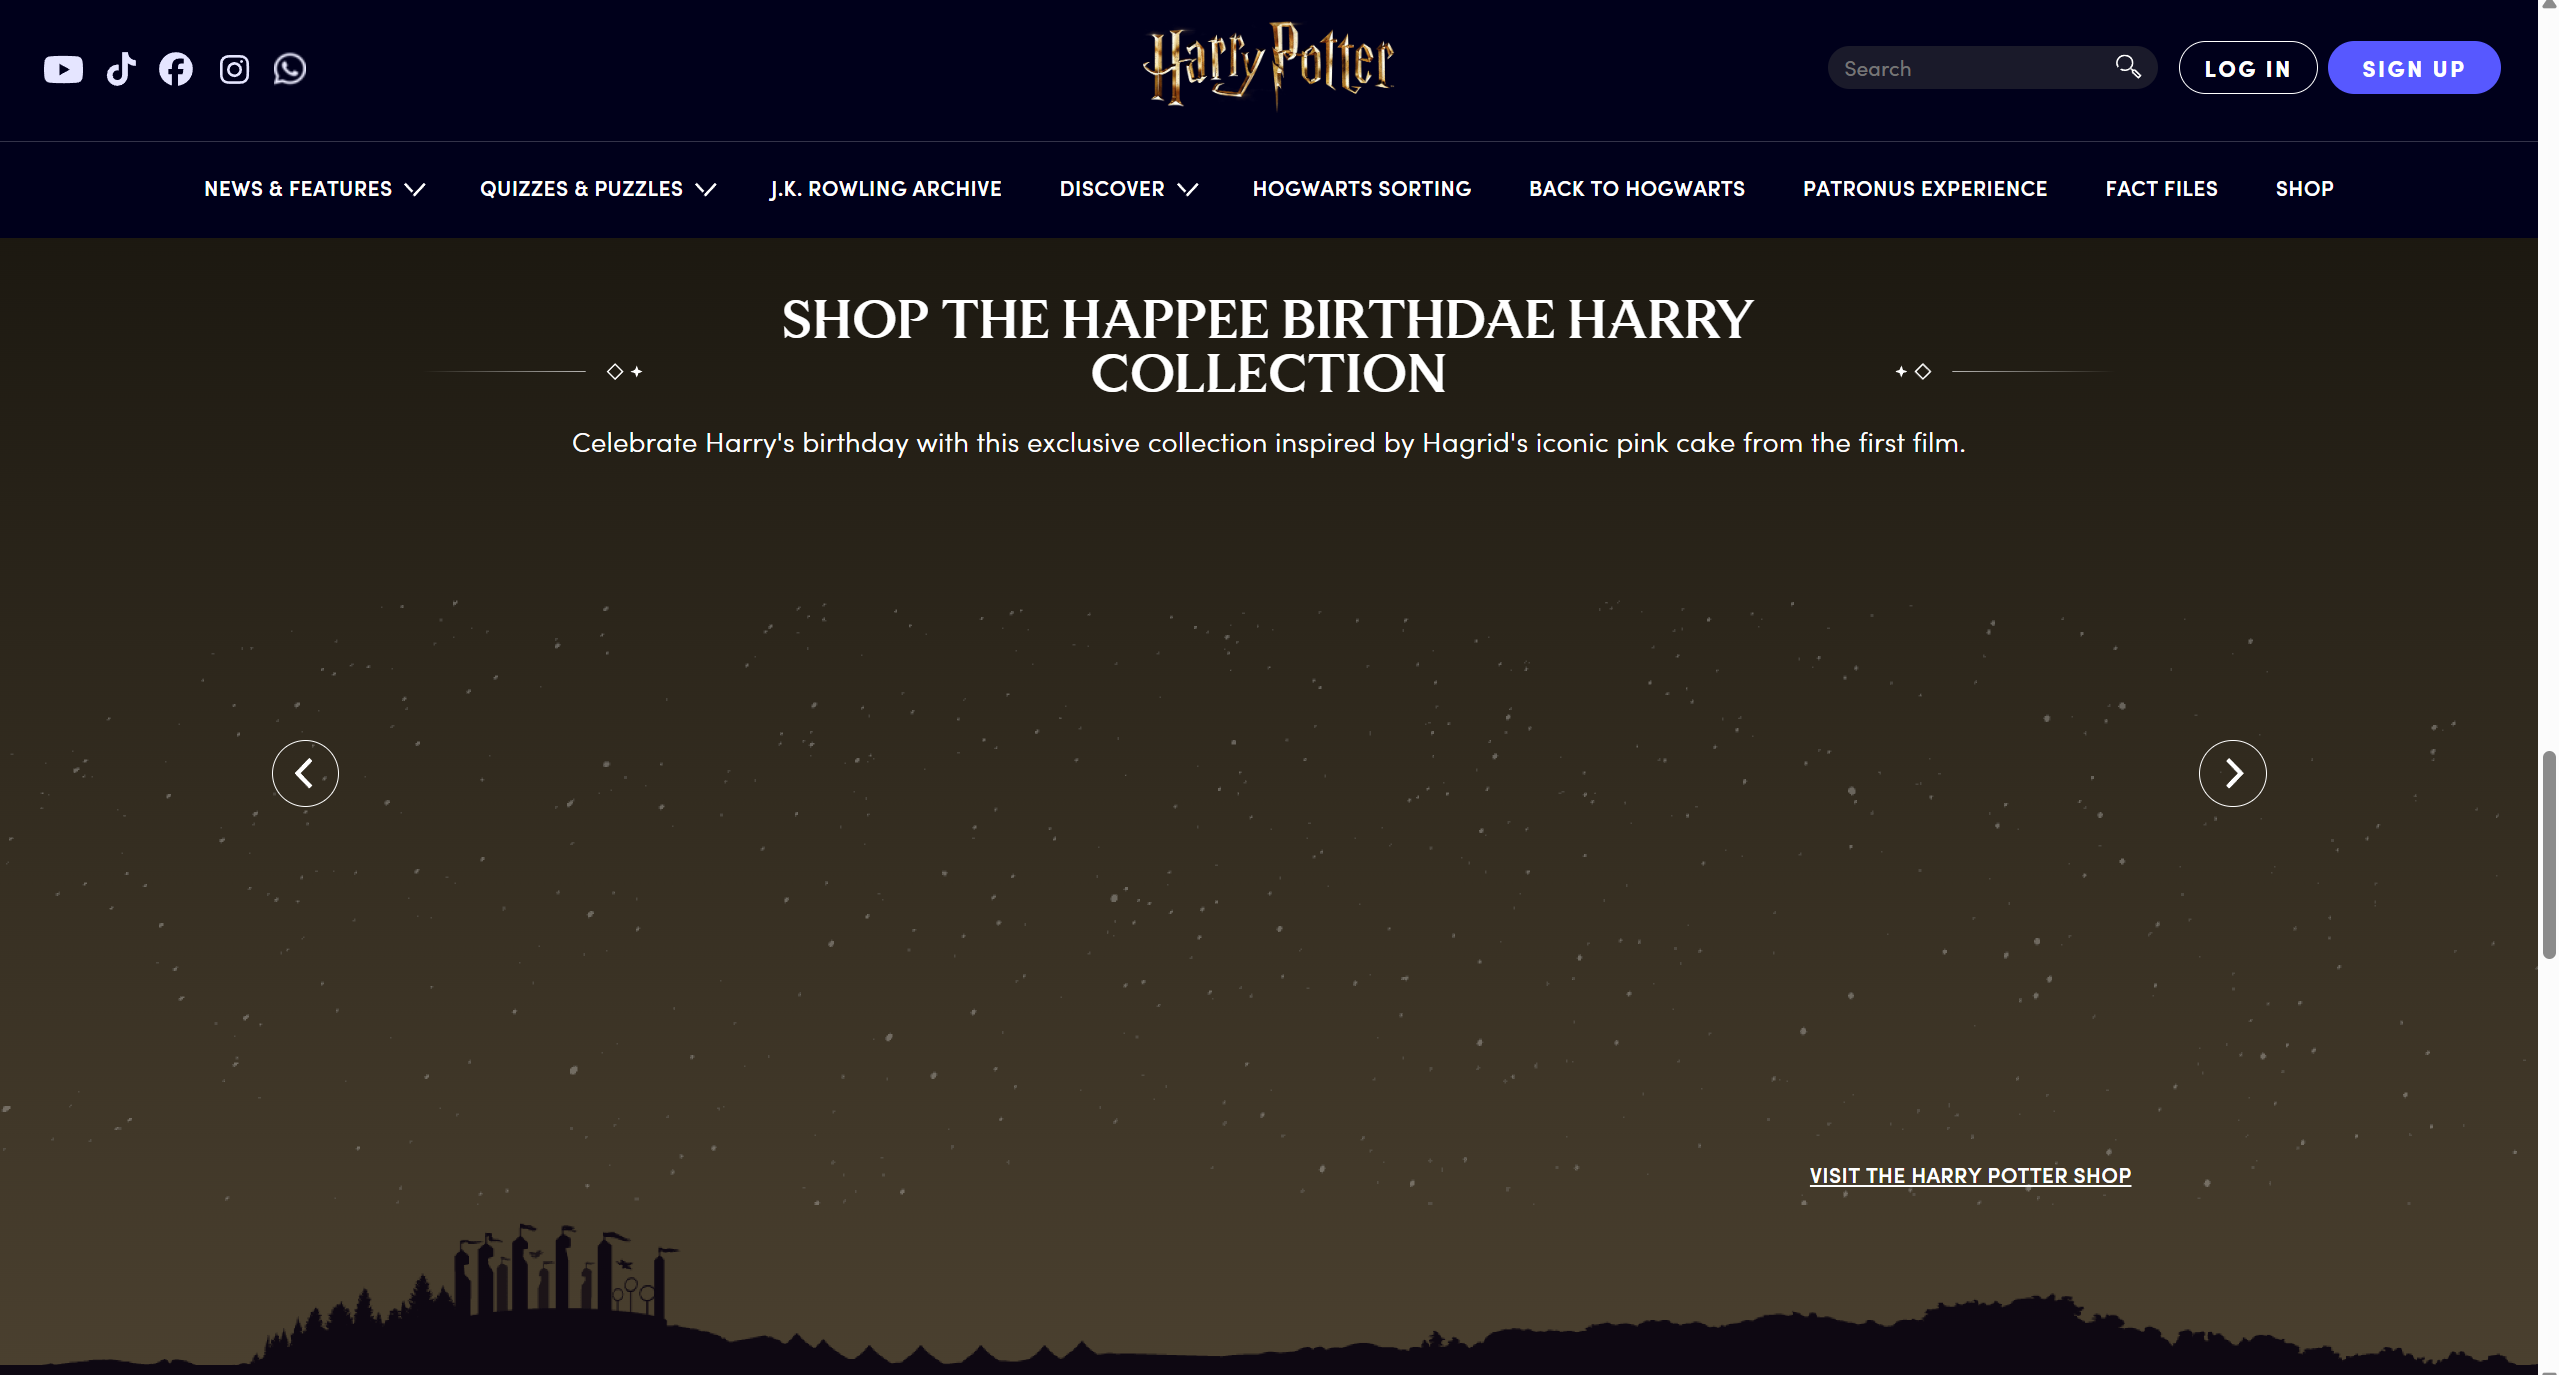 Harry Potter
Search
LOG IN
SIGN UP
NEWS & FEATURES
QUIZZES & PUZZLES
J.K. ROWLING ARCHIVE
DISCOVER
HOGWARTS SORTING
BACK TO HOGWARTS
PATRONUS EXPERIENCE
FACT FILES
SHOP
SHOP THE HAPPEE BIRTHDAE HARRY
COLLECTION
Celebrate Harry's birthday with this exclusive collection inspired by Hagrid's iconic pink cake from the first film.
VISIT THE HARRY POTTER SHOP